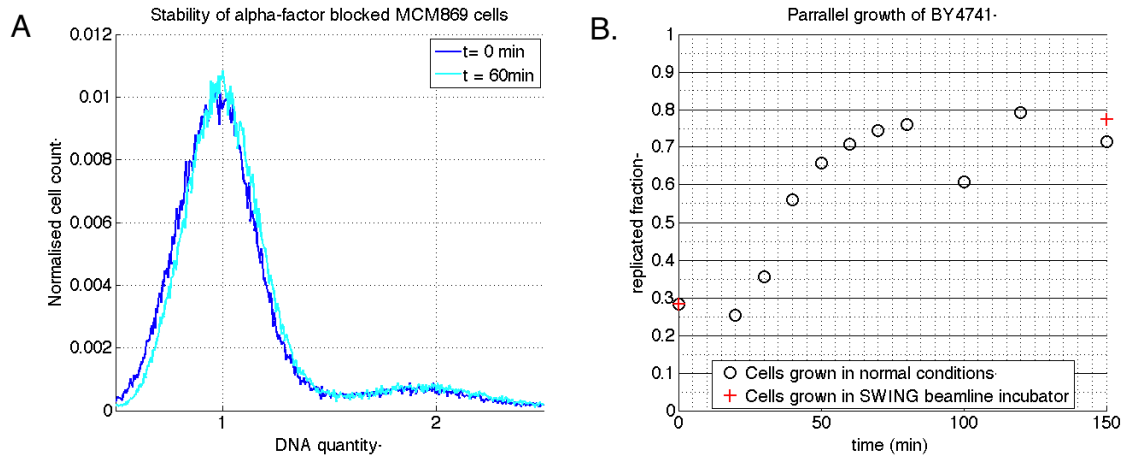 A
Stability of alpha-factor blocked MCM869 cells
0.012
0.01
0.008
0.006
0.004
0.002
0
Normalised cell count·
t= 0 min
t = 60min
1
2
DNA quantity·
B.
Parrallel growth of BY4741·
1
0.9
0.8
0.7
0.6
0.5
0.4
0.3
0.2
0.1
0
replicated fraction·
Cells grown in normal conditions·
Cells grown in SWING beamline incubator
0
50
100
150
time (min)